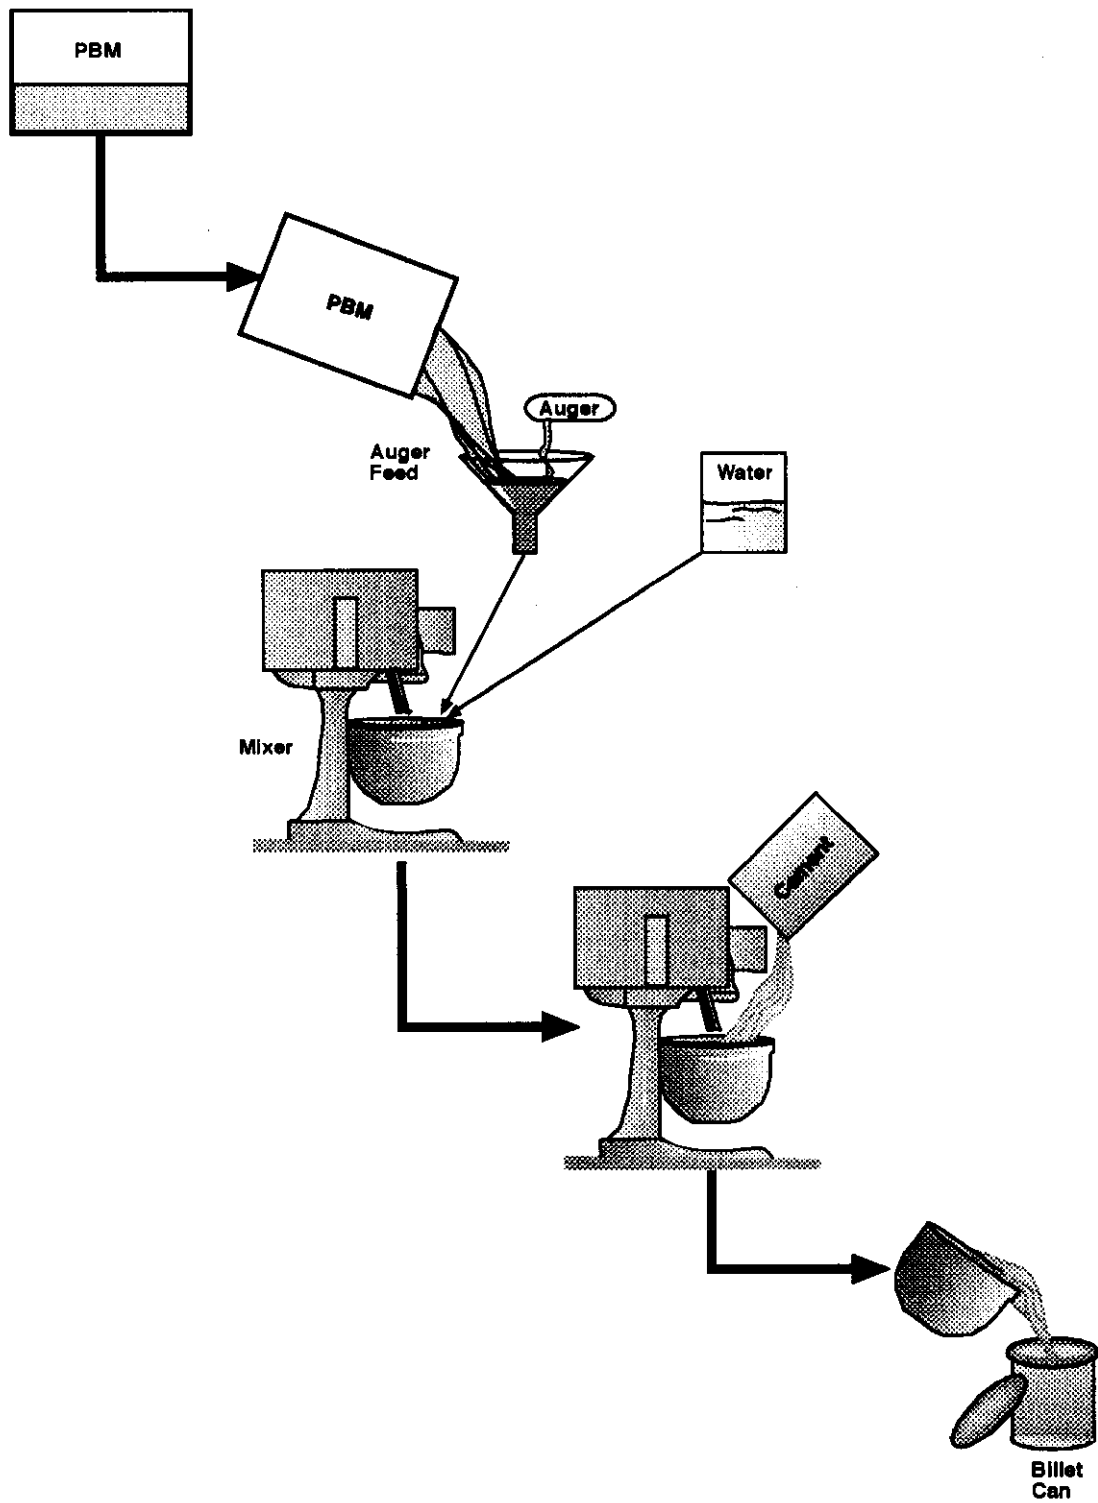 PBM
PBM
Auger
Auger
Feed
Water
Mixer
Cement
Billet
Can